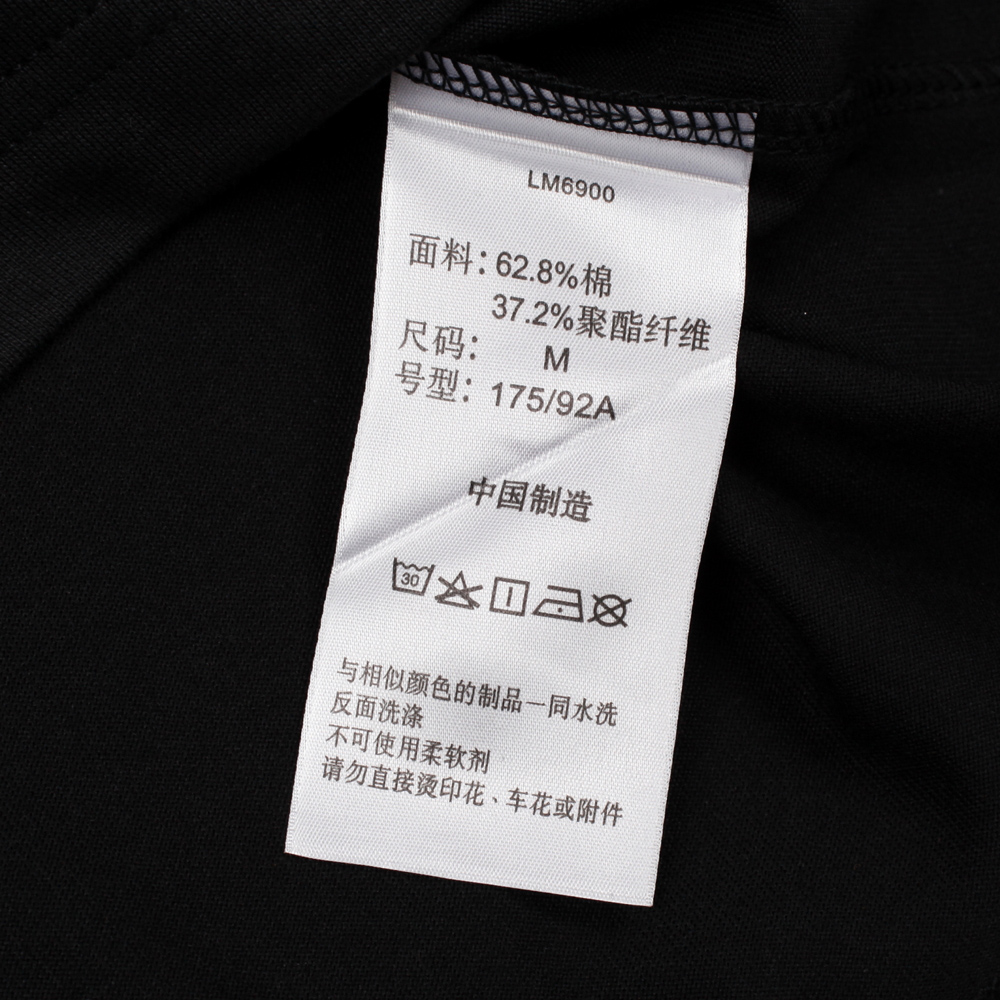 LM6900
面料：62.8%棉
37.2%聚酯纤维
尺码： M
号型：175/92A
中国制造
30
与相似颜色的制品一同水洗
反面洗涤
不可使用柔软剂
请勿直接烫印花、车花或附件